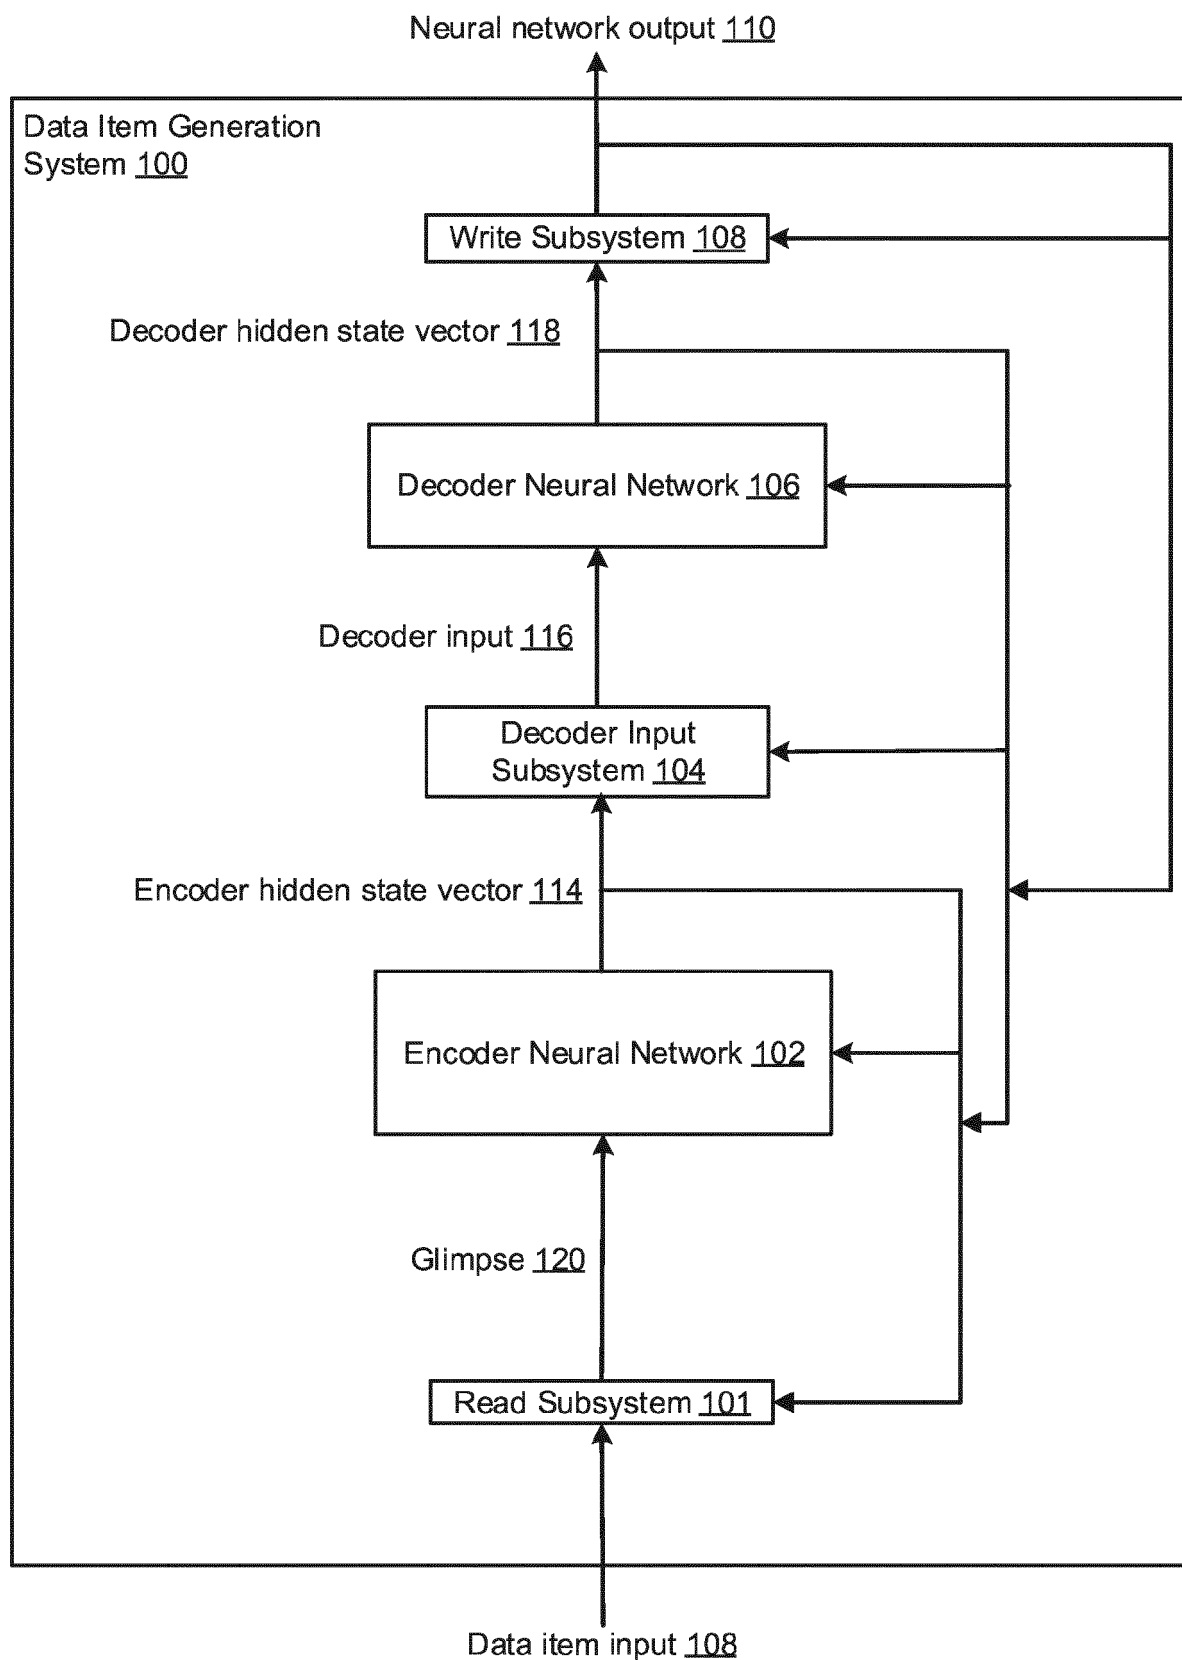 Neural network output 110
Data Item Generation
System 100
Write Subsystem 108
Decoder hidden state vector 118
Decoder Neural Network 106
Decoder input 116
Decoder Input
Subsystem 104
Encoder hidden state vector 114
Encoder Neural Network 102
Glimpse 120
Read Subsystem 101
Data item input 108